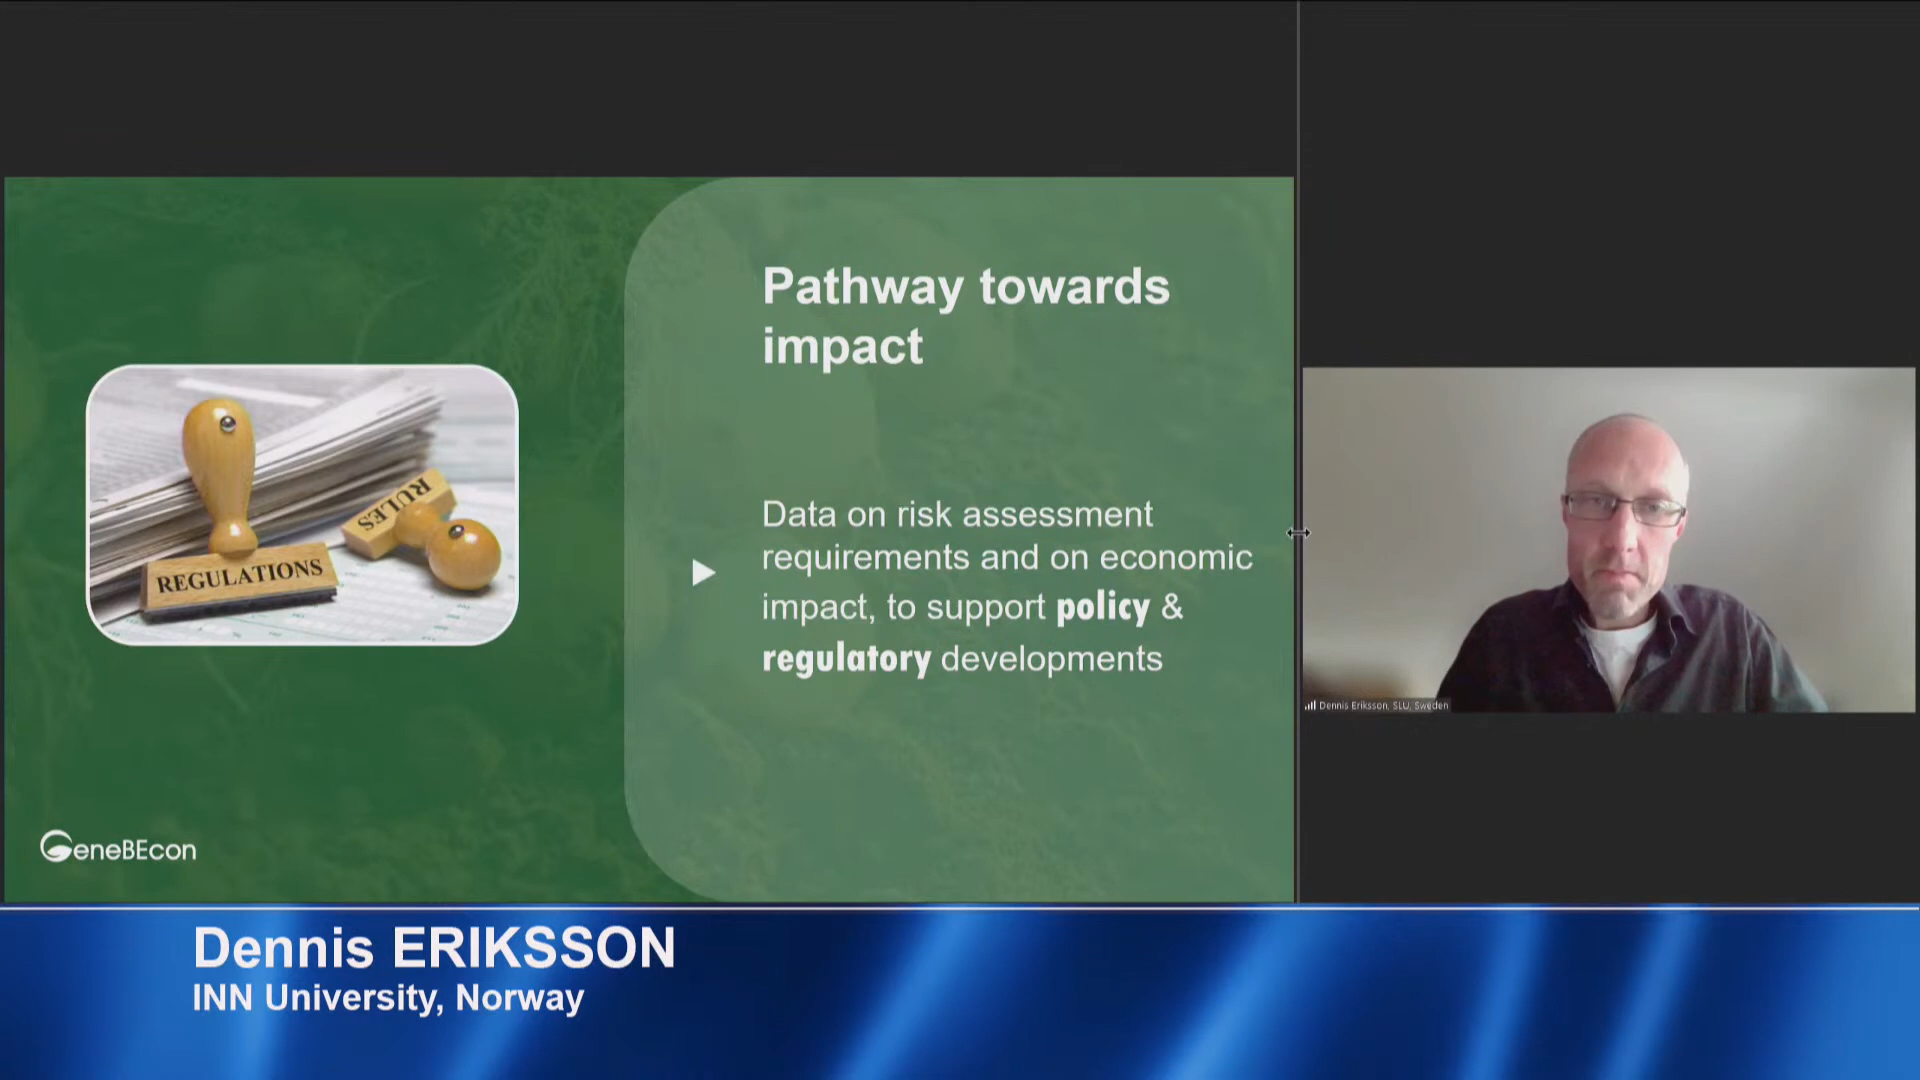 Pathway towards
impact
Data on risk assessment
requirements and on economic
impact, to support policy &
regulatory developments
REGULATIONS
RULES
GeneBEcon
Dennis Eriksson, SLU, Sweden
Dennis ERIKSSON
INN University, Norway